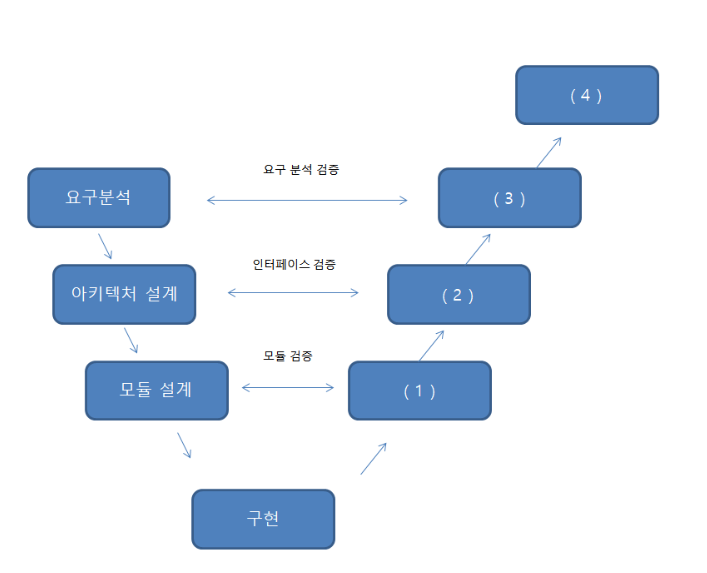 ( 4 )
요구 분석 검증
요구분석
( 3 )
인터페이스 검증
아키텍처 설계
( 2 )
모듈 검증
모듈 설계
( 1 )
구현